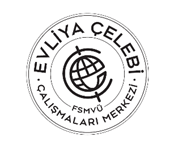 EVLİYA ÇELEBİ
FSMVÜ
ÇALIŞMALARI MERKEZİ